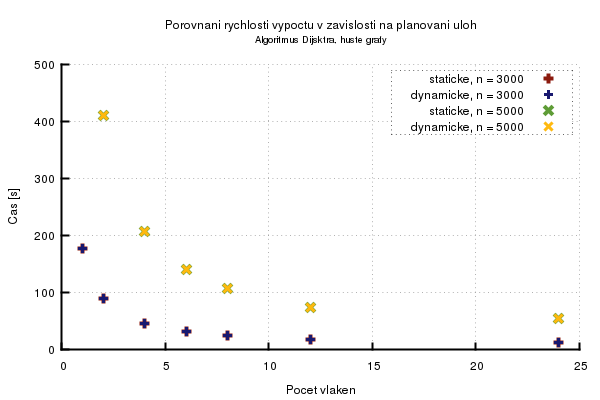 Porovnani rychlosti vypoctu v zavislosti na planovani uloh
Algoritmus Dijsktra, huste grafy
500
400
300
200
100
0
Cas [s]
staticke, n = 3000
dynamicke, n = 3000
staticke, n = 5000
dynamicke, n = 5000
0 5 10 15 20 25
Pocet vlaken